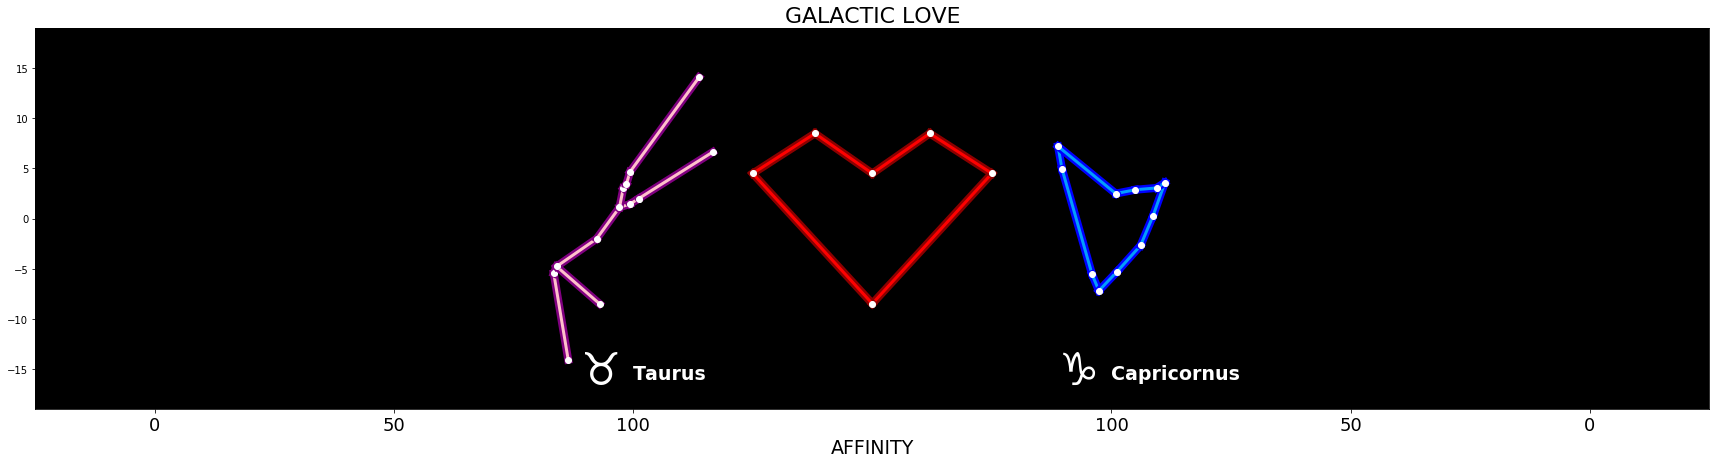 GALACTIC LOVE
15
10
5
0
−5
−10
−15
♉ Taurus
♑ Capricornus
0 50 100 100 50 0
AFFINITY